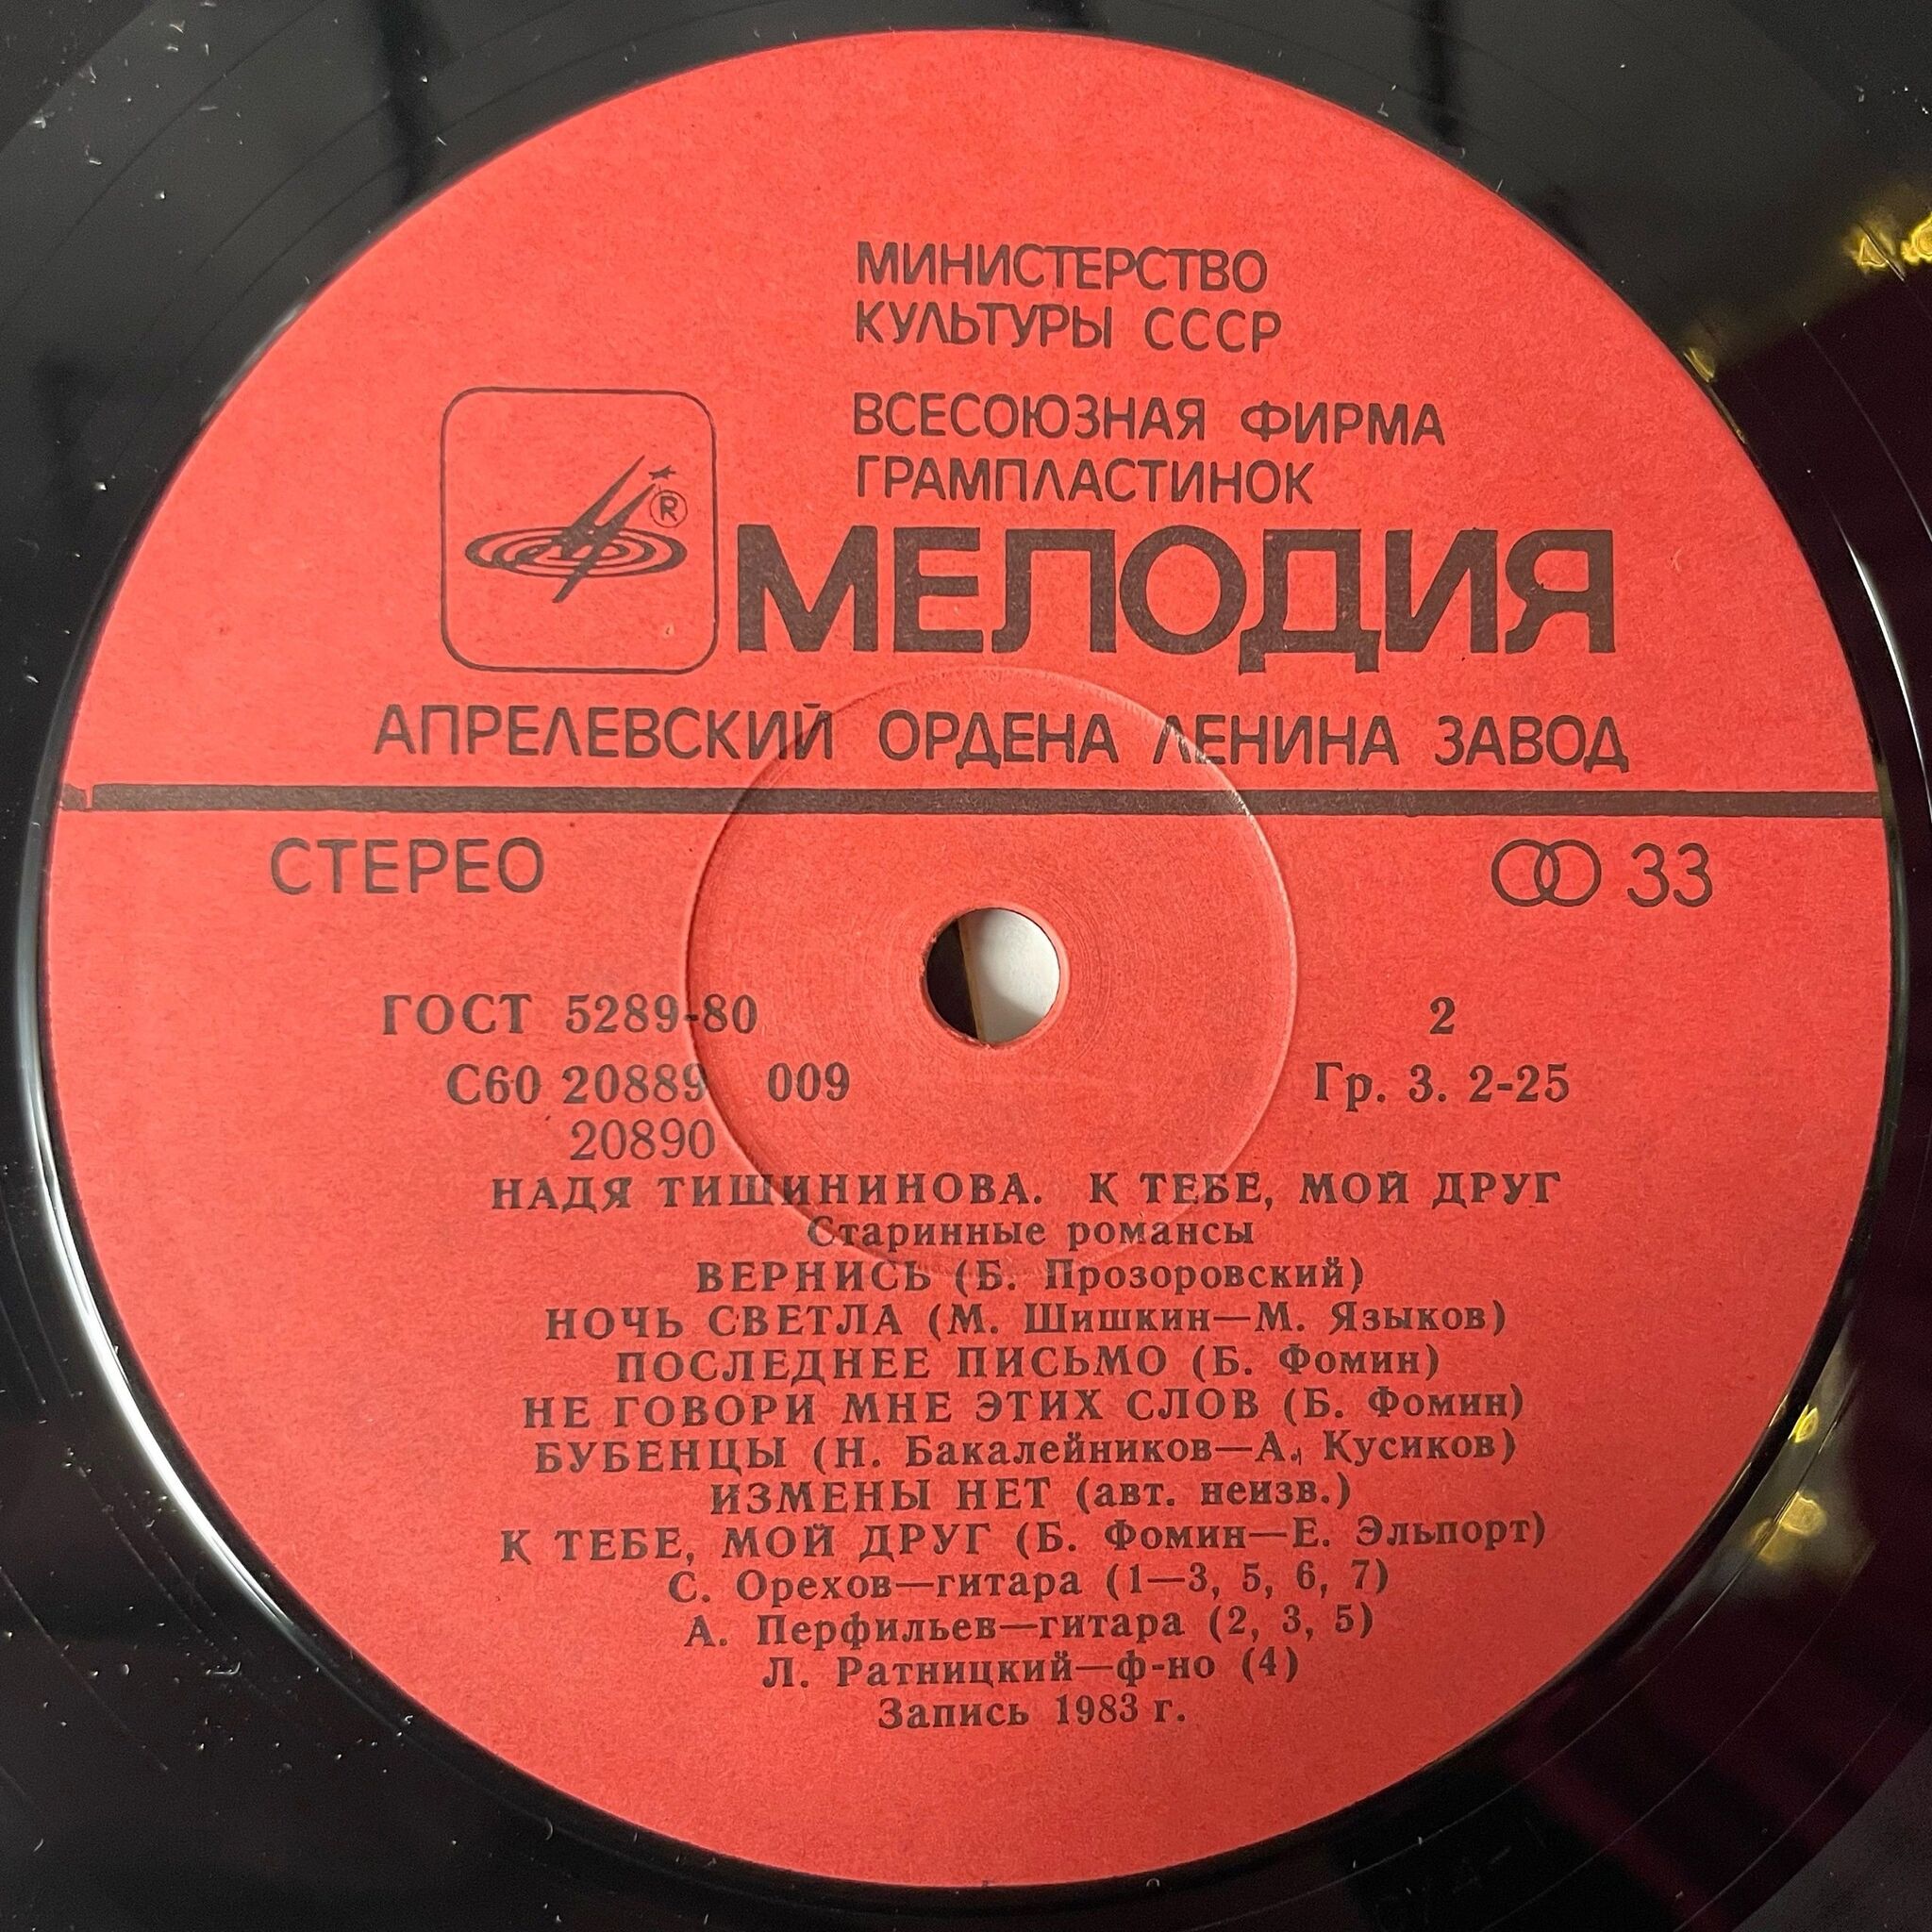 МИНИСТЕРСТВО
КУЛЬТУРЫ СССР
ВСЕСОЮЗНАЯ ФИРМА
ГРАМПЛАСТИНОК
®
МЕЛОДИЯ
АПРЕЛЕВСКИЙ ОРДЕНА ЛЕНИНА ЗАВОД
СТЕРЕО 33
ГОСТ 5289-80 2
С60 20889 009 Гр. 3. 2-25
20890
НАДЯ ТИШИНИНОВА. К ТЕБЕ, МОЙ ДРУГ
Старинные романсы
ВЕРНИСЬ (Б. Прозоровский)
НОЧЬ СВЕТЛА (М. Шишкин—М. Языков)
ПОСЛЕДНЕЕ ПИСЬМО (Б. Фомин)
НЕ ГОВОРИ МНЕ ЭТИХ СЛОВ (Б. Фомин)
БУБЕНЦЫ (Н. Бакалейников—А. Кусиков)
ИЗМЕНЫ НЕТ (авт. неизв.)
К ТЕБЕ, МОЙ ДРУГ (Б. Фомин—Е. Эльпорт)
С. Орехов—гитара (1—3, 5, 6, 7)
А. Перфильев—гитара (2, 3, 5)
Л. Ратницкий—ф-но (4)
Запись 1983 г.